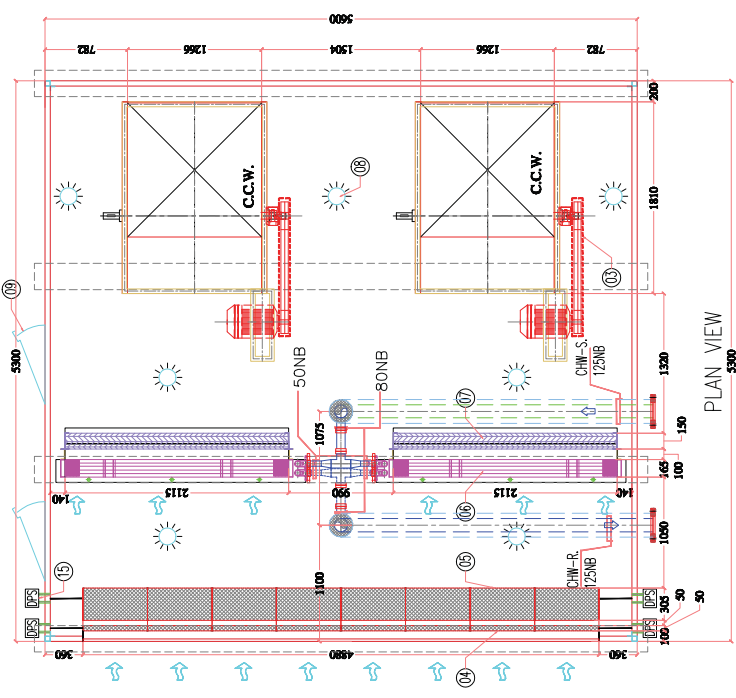 5600
782
1266
1504
1266
782
200
C.C.W.
C.C.W.
08
1810
03
09
5300
5300
PLAN VIEW
50NB
80NB
CHW-S.
125NB
1320
07
1075
150
165
100
140
2115
990
2115
140
06
1050
CHW-R.
125NB
1100
05
15
DPS
DPS
DPS
DPS
305
50
50
100
360
4880
360
04